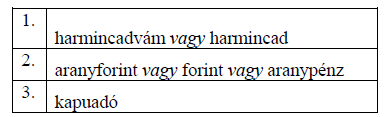 1.
harmincadvám vagy harmincad
2.
aranyforint vagy forint vagy aranypénz
3.
kapuadó